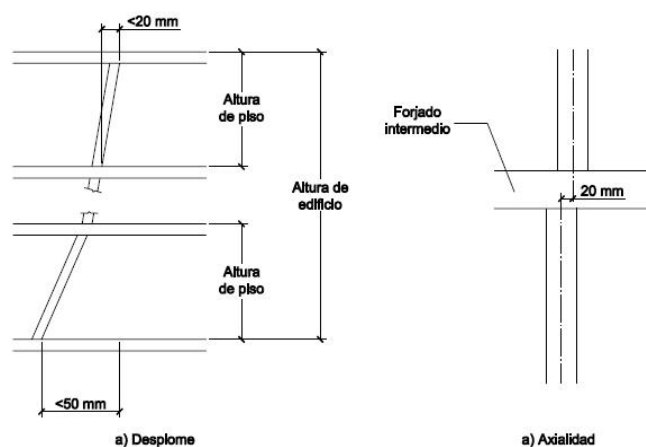 <20 mm
Altura
de piso
Altura de
edificio
Altura
de piso
<50 mm
a) Desplome
Forjado
intermedio
20 mm
a) Axialidad